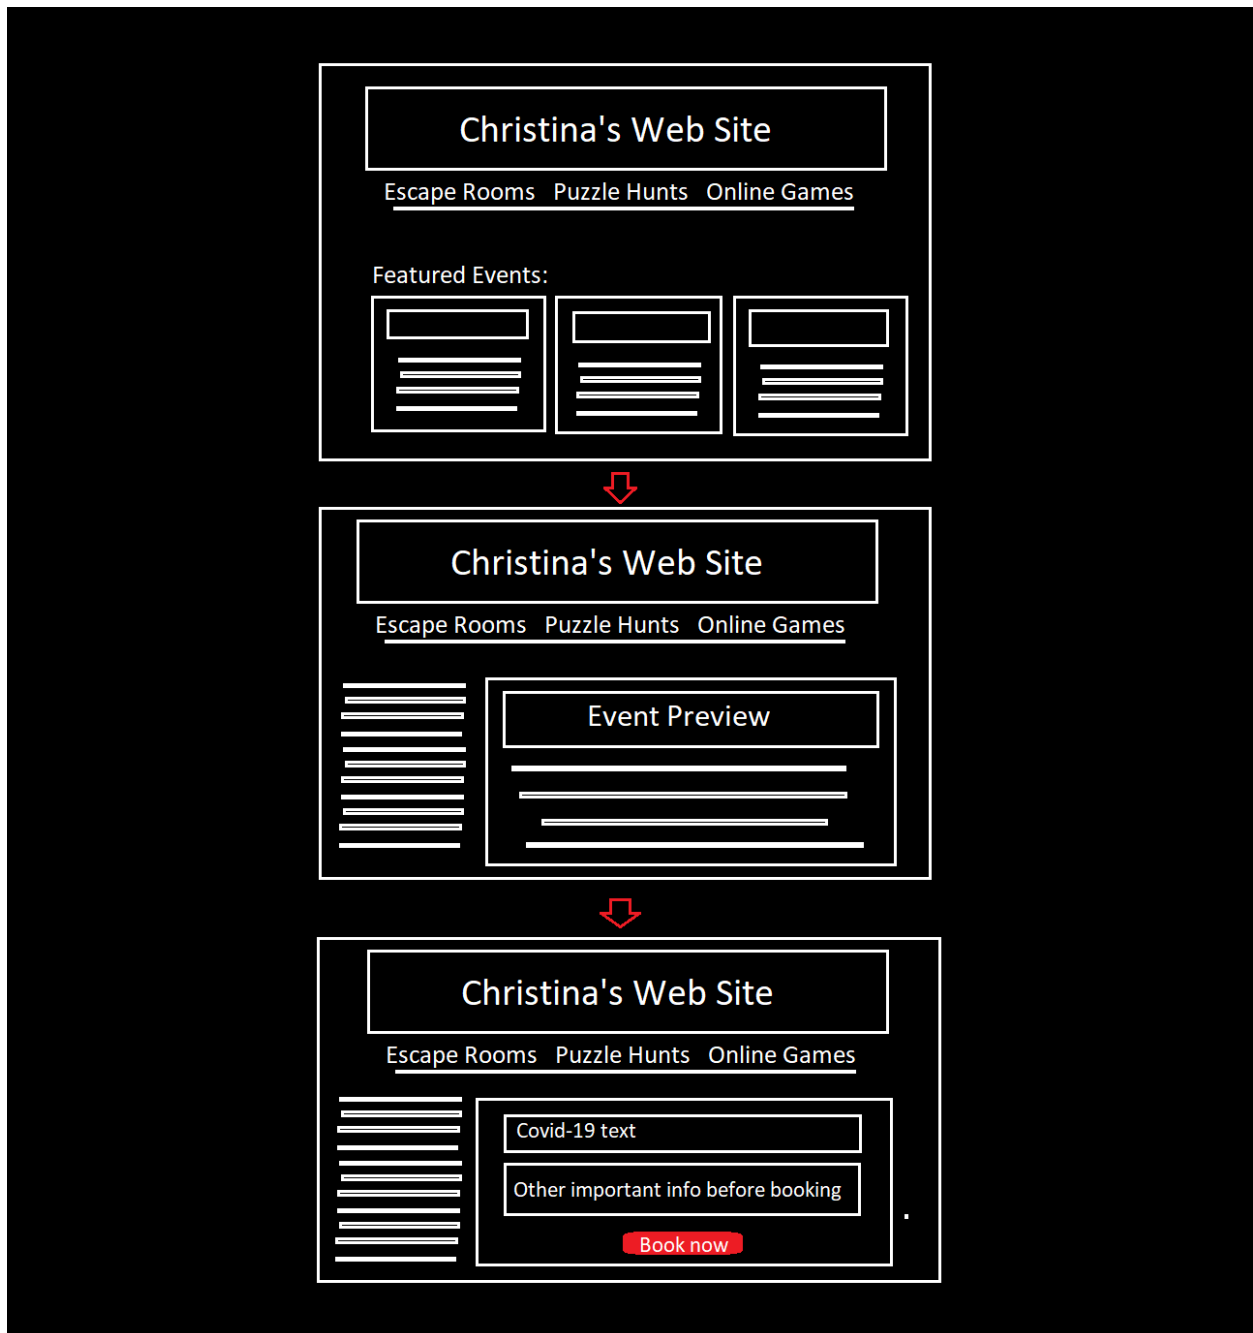 Christina's Web Site
Escape Rooms Puzzle Hunts Online Games
Featured Events:
Christina's Web Site
Escape Rooms Puzzle Hunts Online Games
Event Preview
Christina's Web Site
Escape Rooms Puzzle Hunts Online Games
Covid-19 text
Other important info before booking
Book now